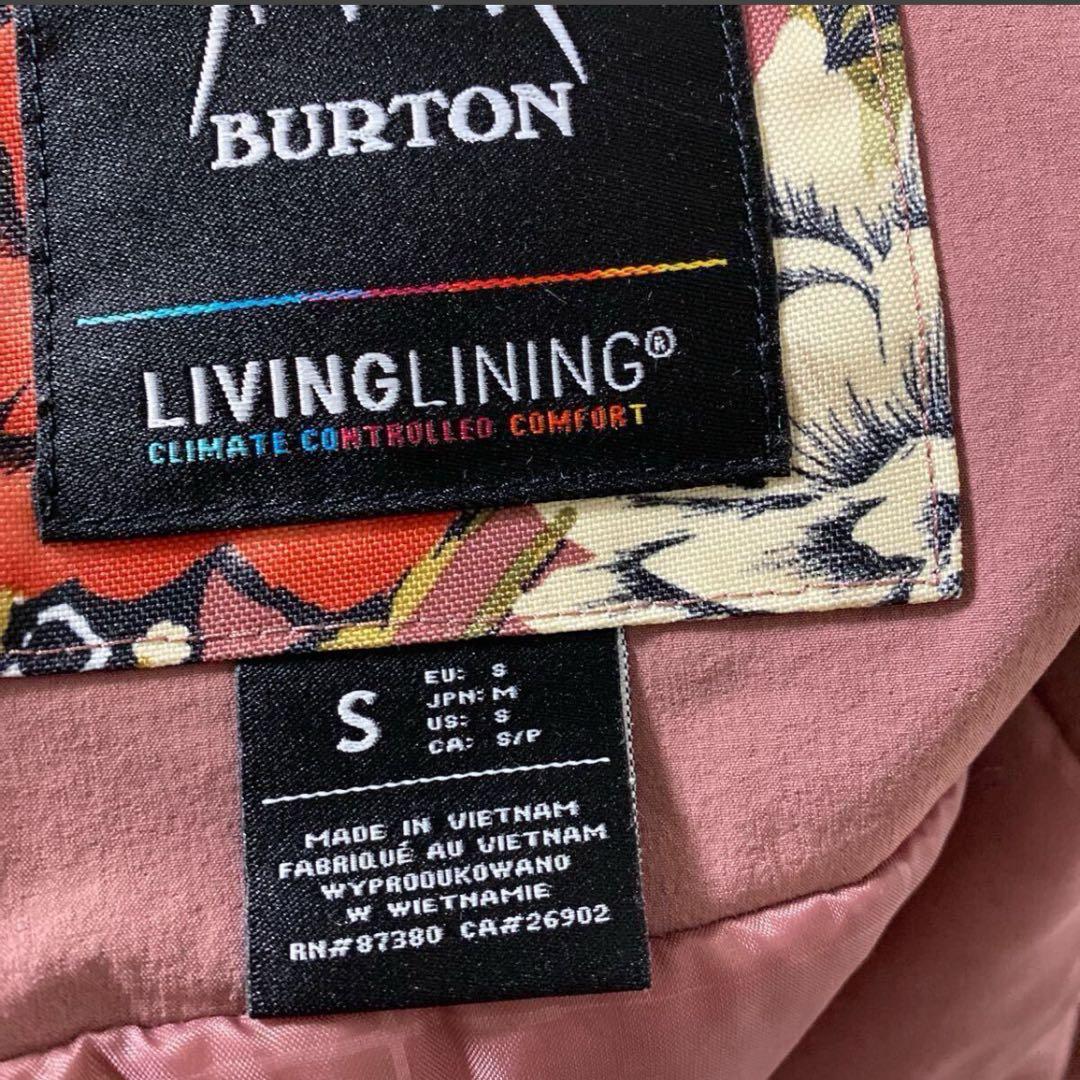 BURTON
LIVINGLINING®
CLIMATE CONTROLLED COMFORT
S
EU: S
JPN: M
US: S
CA: S/P
MADE IN VIETNAM
FABRIQUÉ AU VIETNAM
WYPRODUKOWANO
W WIETNAMIE
RN#87380 CA#26902